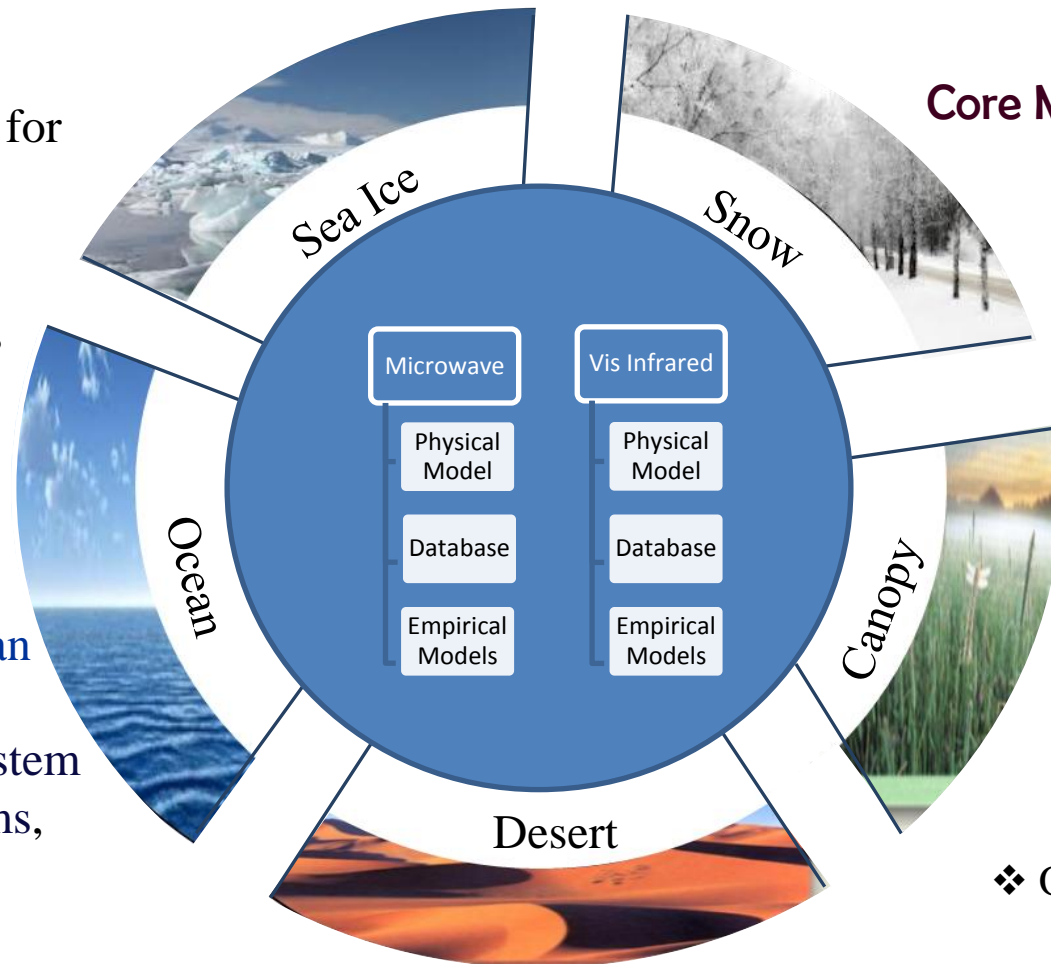 for
Core M
Sea Ice
Snow
Microwave
Vis Infrared
Physical
Model
Physical
Model
Database
Database
Empirical
Models
Empirical
Models
Ocean
Canopy
an
stem
ns,
Desert
❖